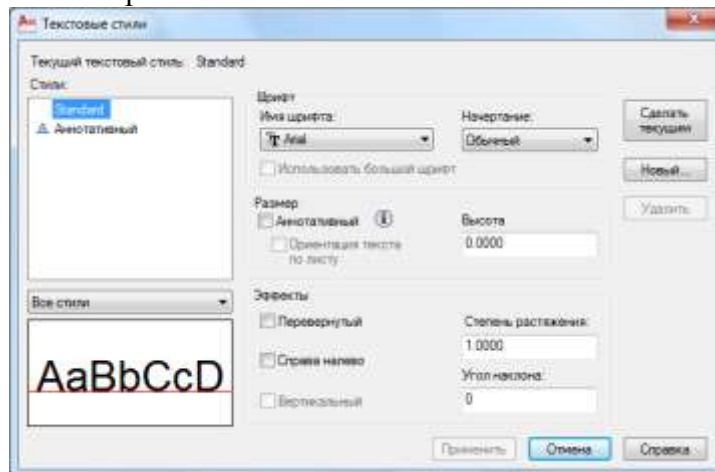 Текстовые стили
Текущий текстовый стиль: Standard
Стили:
Standard
Аннотативный
Все стили
AaBbCcD
Шрифт
Имя шрифта:
Arial
Начертание:
Обычный
Использовать большой шрифт
Размер
Аннотативный
Ориентация текста
по листу
Высота
0.0000
Эффекты
Перевернутый
Справа налево
Вертикальный
Степень растяжения:
1.0000
Угол наклона:
0
Сделать
текущим
Новый...
Удалить
Применить
Отмена
Справка